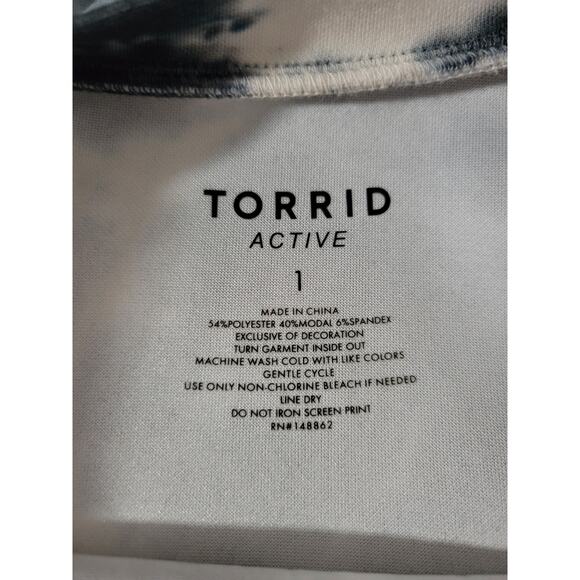 TORRID
ACTIVE
1
MADE IN CHINA
54%POLYESTER 40%MODAL 6%SPANDEX
EXCLUSIVE OF DECORATION
TURN GARMENT INSIDE OUT
MACHINE WASH COLD WITH LIKE COLORS
GENTLE CYCLE
USE ONLY NON-CHLORINE BLEACH IF NEEDED
LINE DRY
DO NOT IRON SCREEN PRINT
RN#148862